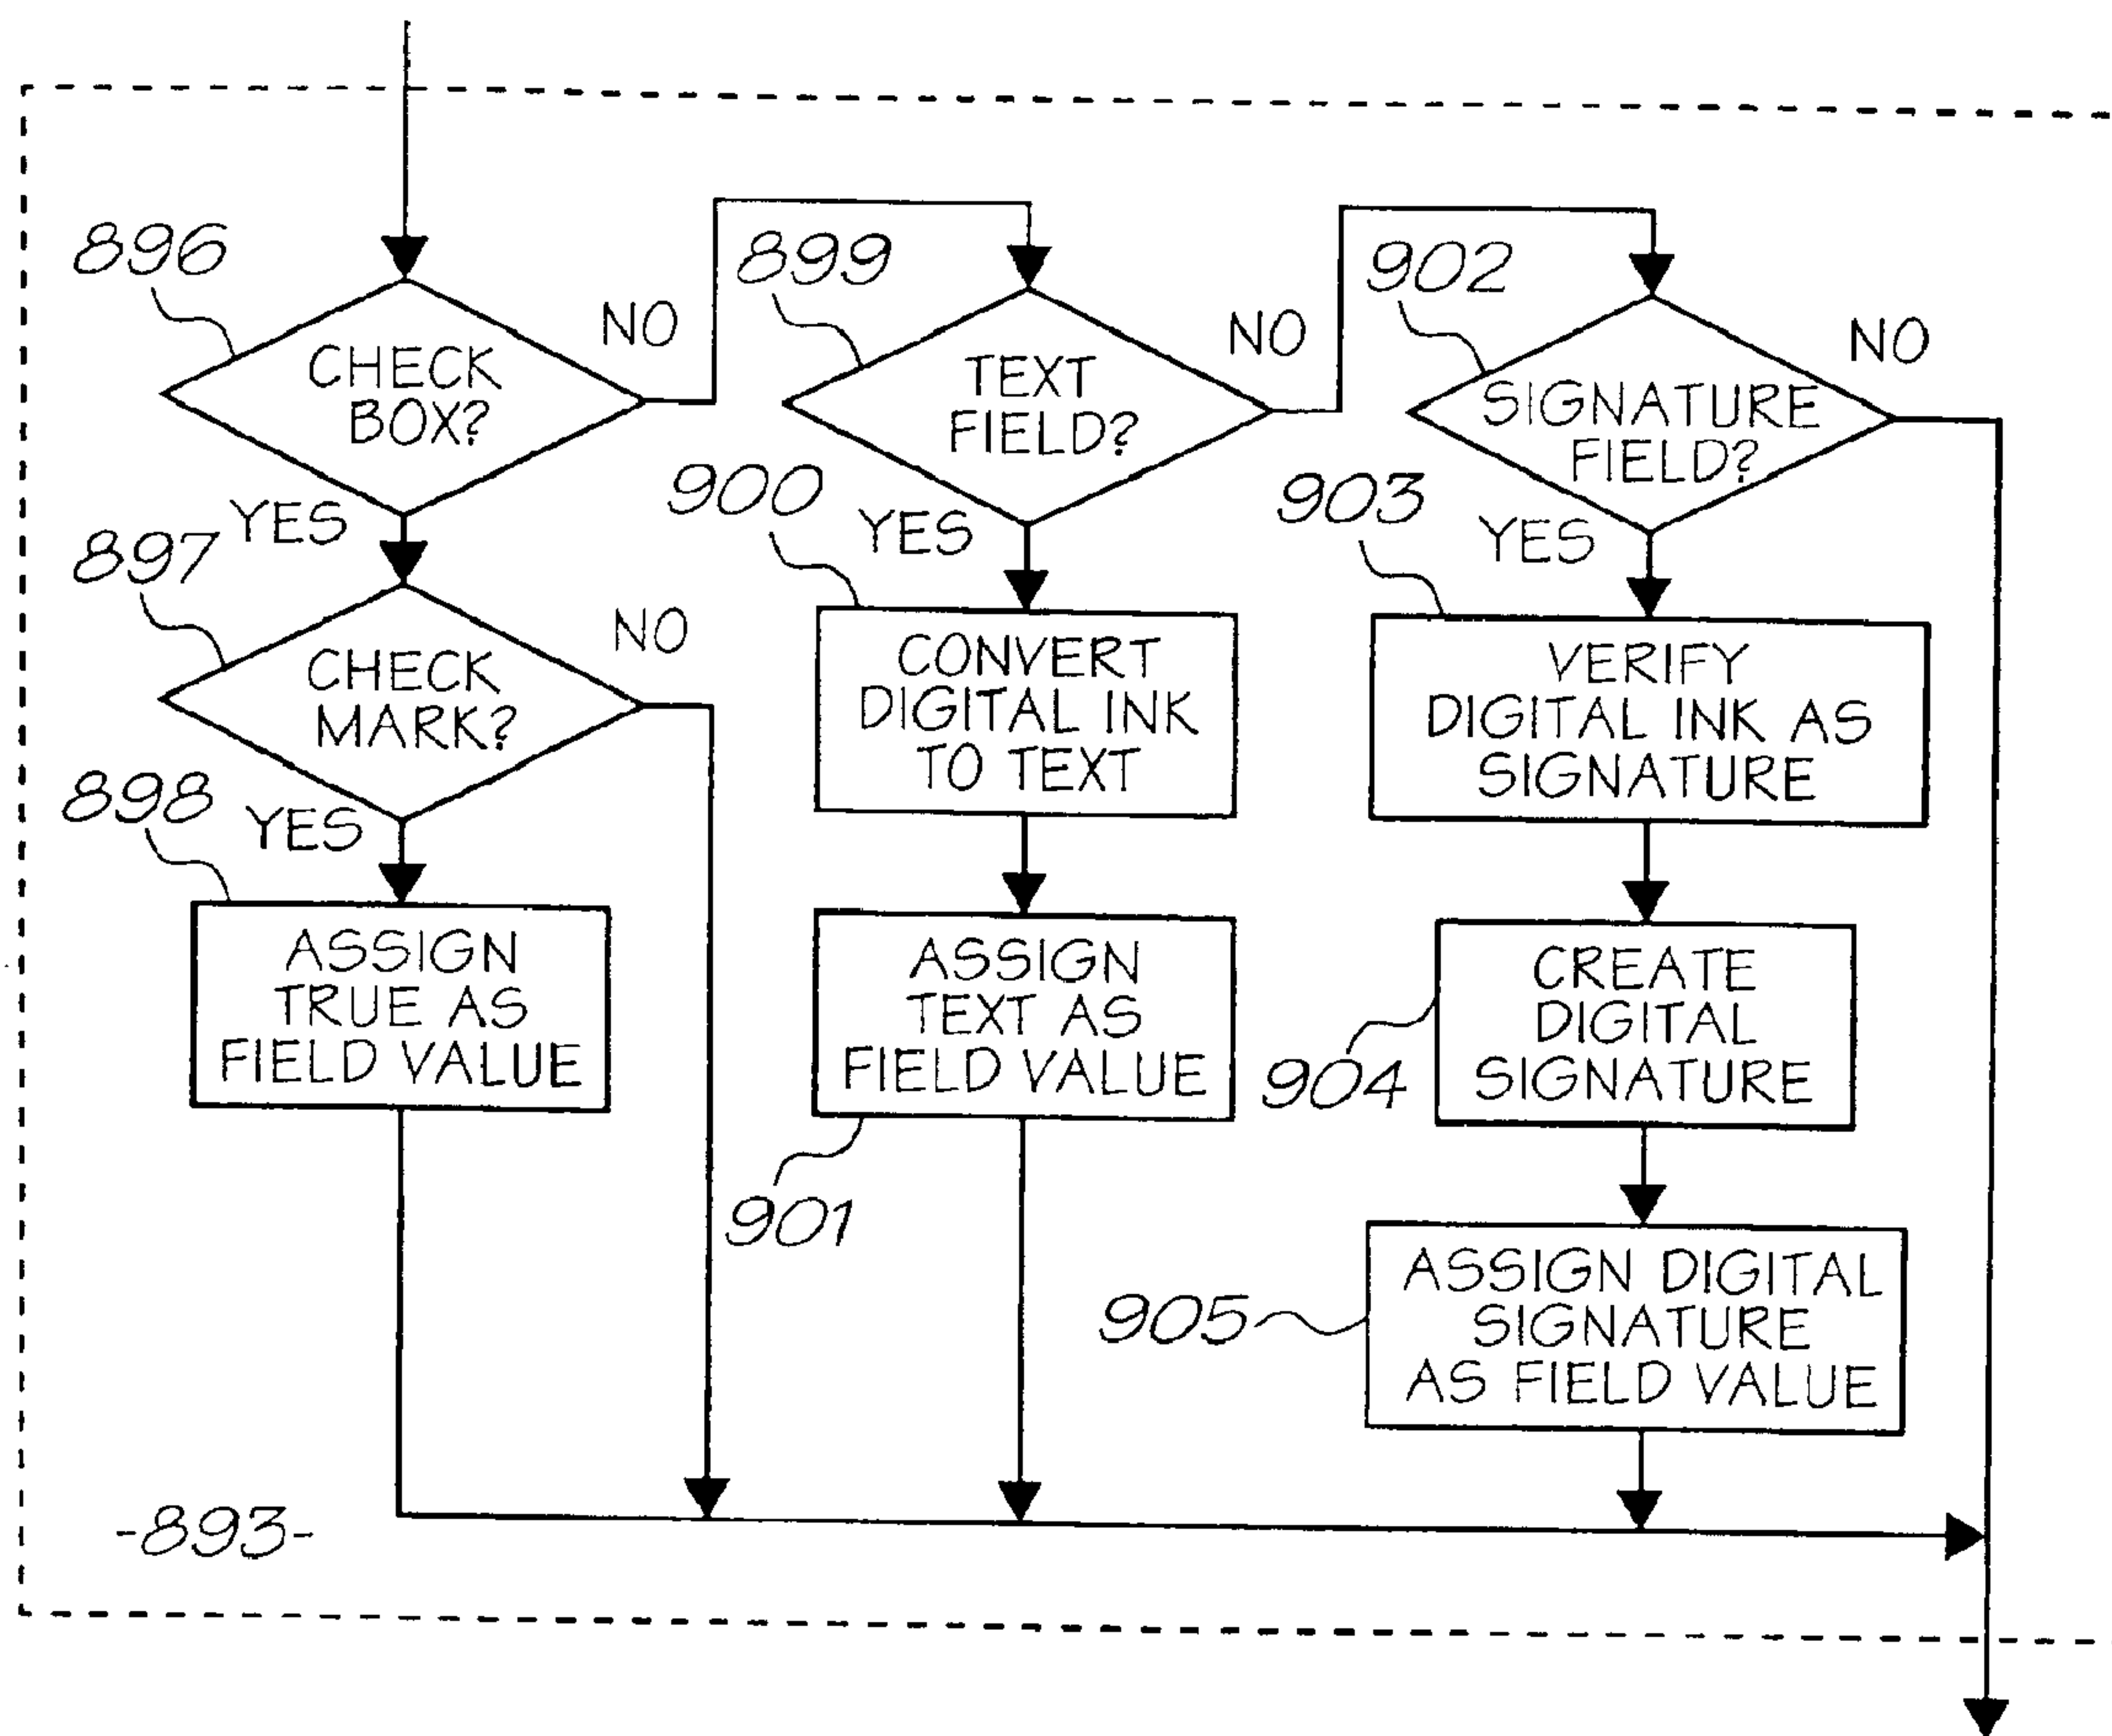 896
CHECK
BOX?
NO
YES
897
CHECK
MARK?
NO
YES
898
ASSIGN
TRUE AS
FIELD VALUE
899
TEXT
FIELD?
NO
YES
900
CONVERT
DIGITAL INK
TO TEXT
ASSIGN
TEXT AS
FIELD VALUE
901
902
SIGNATURE
FIELD?
NO
YES
903
VERIFY
DIGITAL INK AS
SIGNATURE
CREATE
DIGITAL
SIGNATURE
904
ASSIGN DIGITAL
SIGNATURE
AS FIELD VALUE
905
-893-